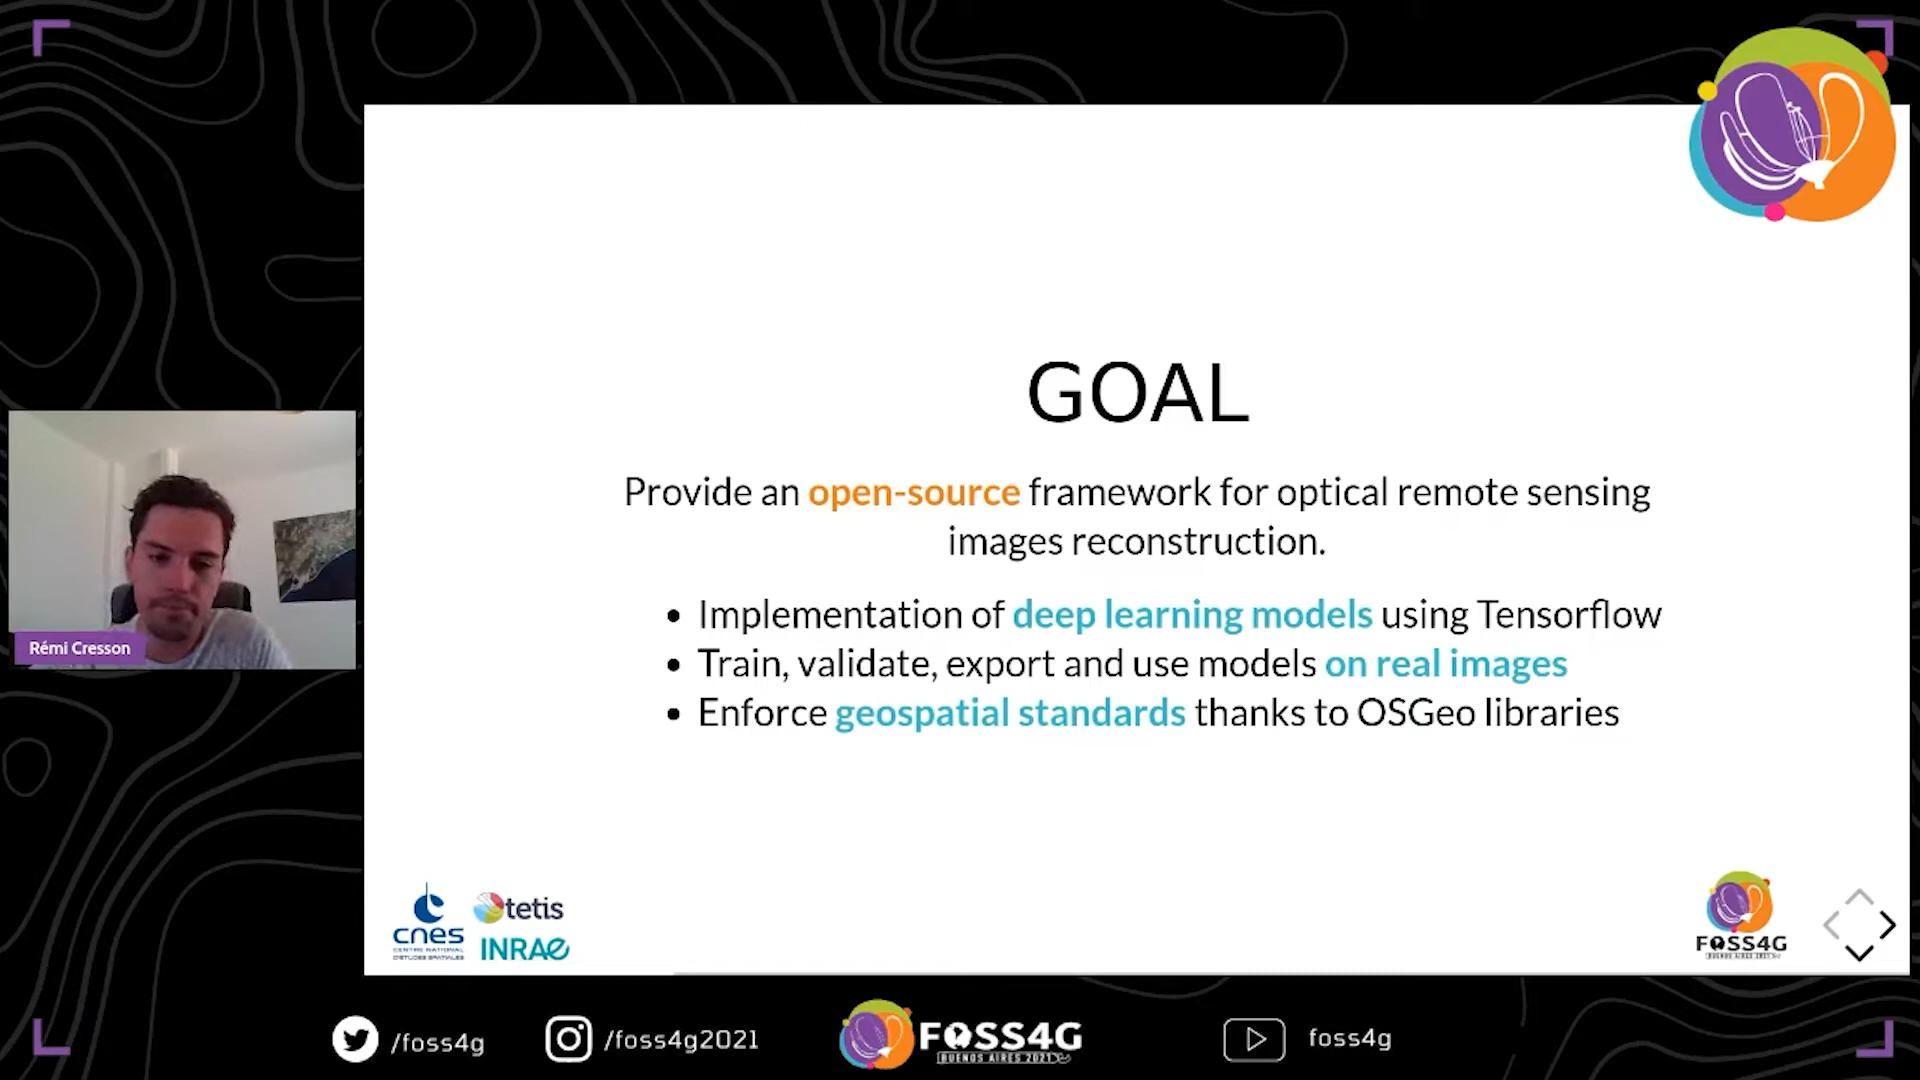 GOAL
Provide an open-source framework for optical remote sensing
images reconstruction.
• Implementation of deep learning models using Tensorflow
• Train, validate, export and use models on real images
• Enforce geospatial standards thanks to OSGeo libraries
Rémi Cresson
cnes
CENTRE NATIONAL
D'ÉTUDES SPATIALES
tetis
INRAE
FOSS4G
BUENOS AIRES 2021
/foss4g
/foss4g2021
FOSS4G
BUENOS AIRES 2021
foss4g